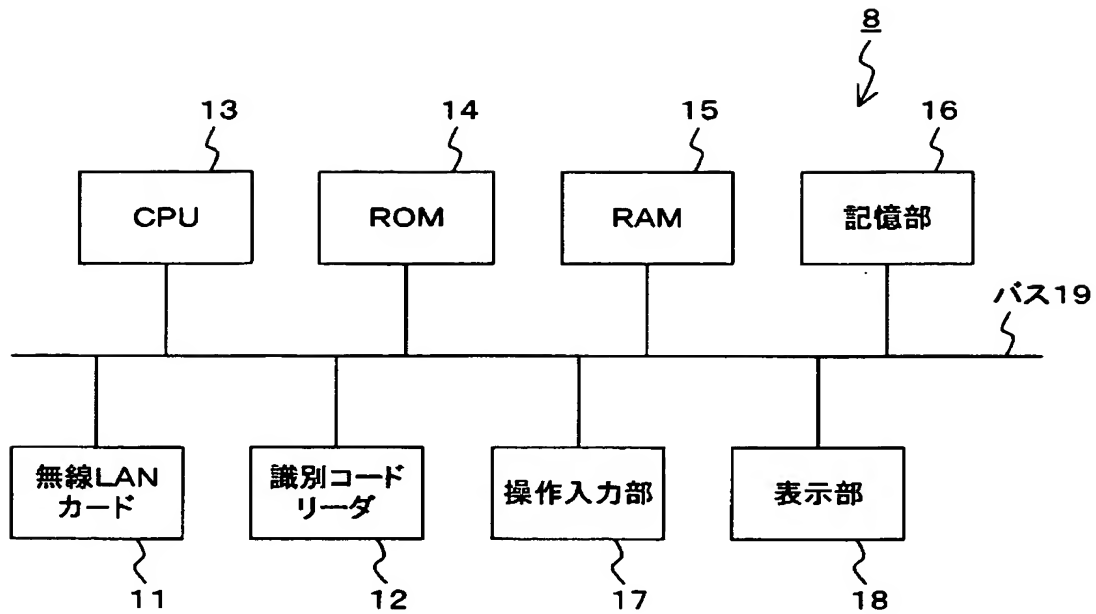 8
13
14
15
16
CPU
ROM
RAM
記憶部
バス19
無線LAN
カード
識別コード
リーダ
操作入力部
表示部
11
12
17
18